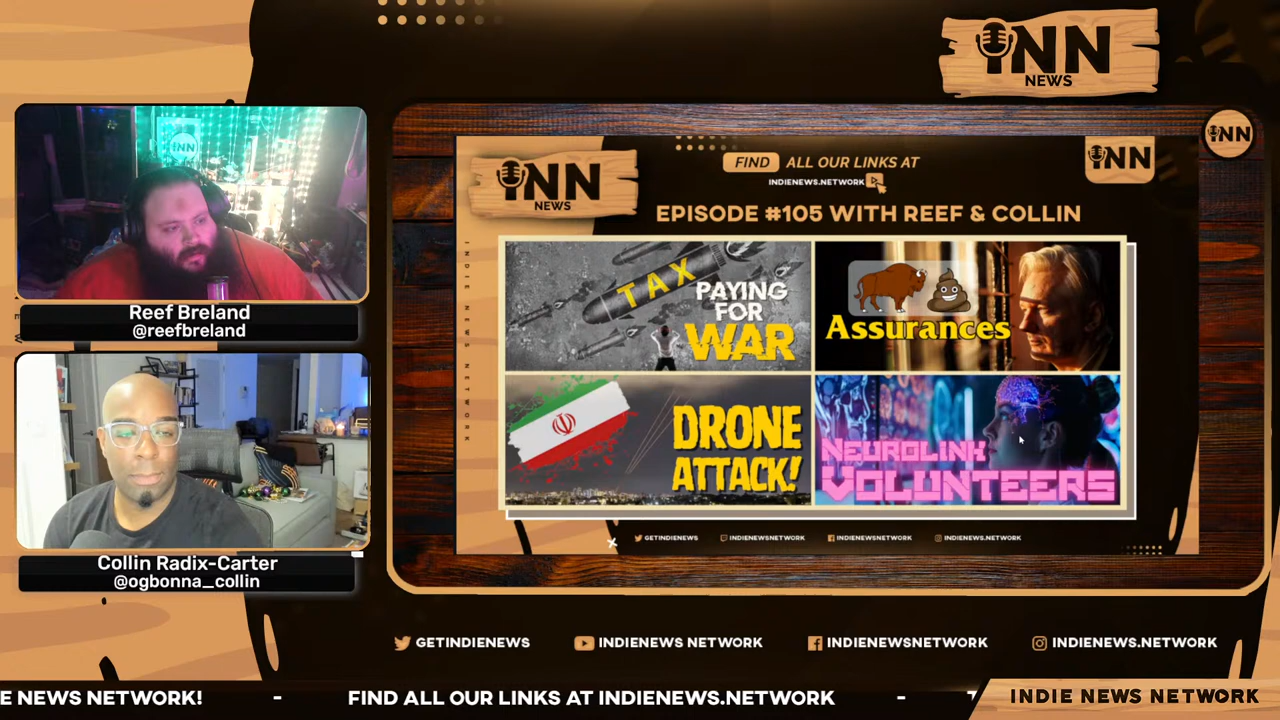 iNN
NEWS
iNN
Reef Breland
@reefbreland
Collin Radix-Carter
@ogbonna_collin
iNN
NEWS
FIND ALL OUR LINKS AT
INDIENEWS.NETWORK
iNN
EPISODE #105 WITH REEF & COLLIN
INDIE NEWS NETWORK
TAX
PAYING
FOR
WAR
Assurances
DRONE
ATTACK!
NEUROLINK
VOLUNTEERS
GETINDIENEWS
INDIENEWSNETWORK
INDIENEWSNETWORK
INDIENEWS.NETWORK
GETINDIENEWS
INDIENEWS NETWORK
INDIENEWSNETWORK
INDIENEWS.NETWORK
E NEWS NETWORK! - FIND ALL OUR LINKS AT INDIENEWS.NETWORK -
INDIE NEWS NETWORK